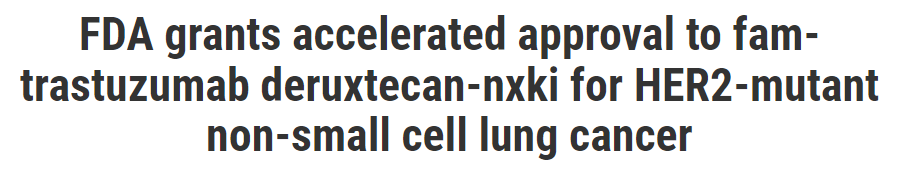 FDA grants accelerated approval to fam-
trastuzumab deruxtecan-nxki for HER2-mutant
non-small cell lung cancer